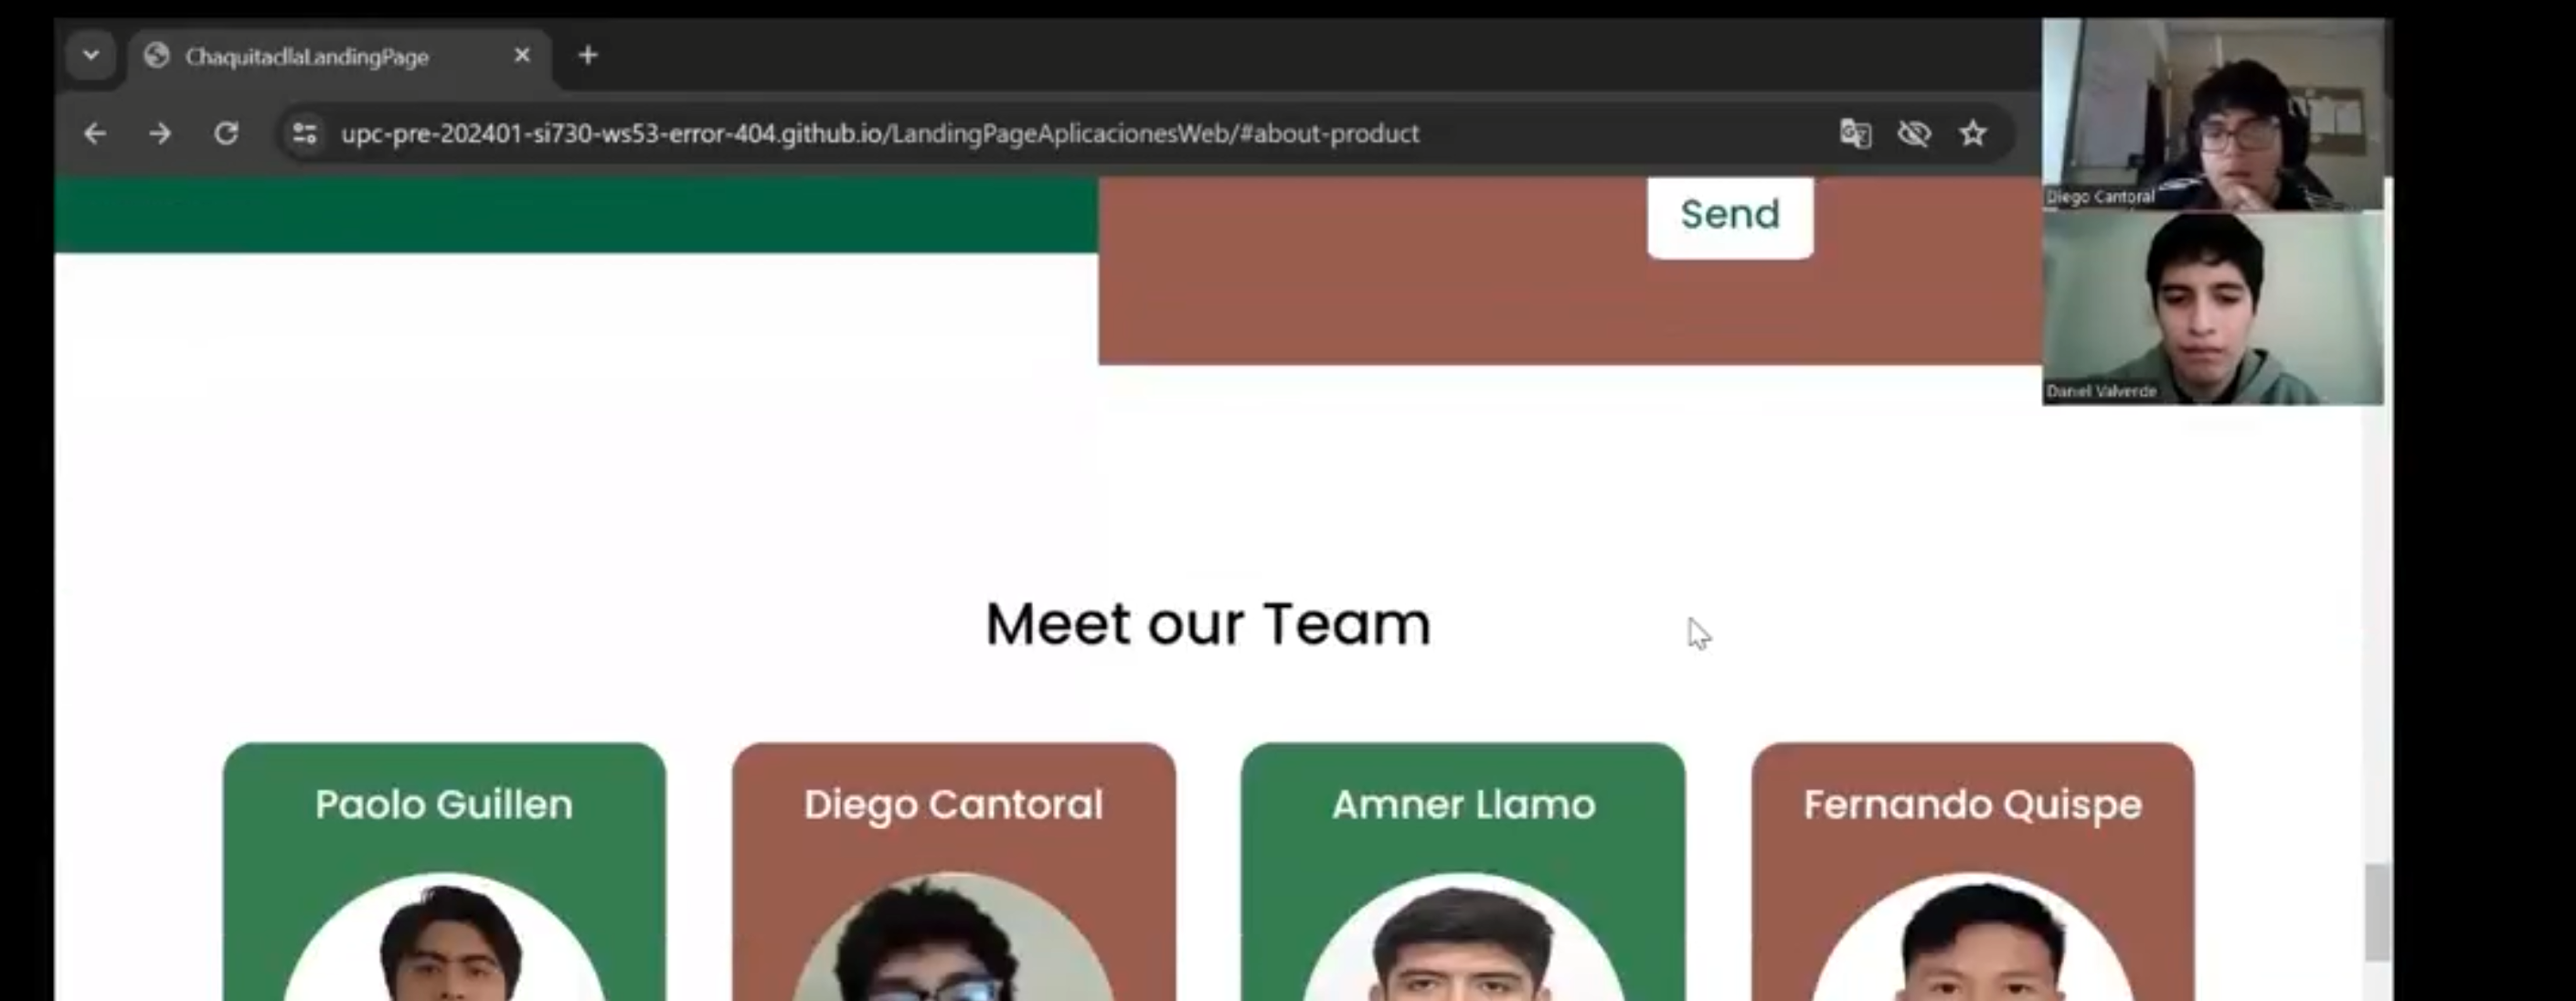 ChaquitacllaLandingPage
upc-pre-202401-si730-ws53-error-404.github.io/LandingPageAplicacionesWeb/#about-product
Send
Diego Cantoral
Daniel Valverde
Meet our Team
Paolo Guillen
Diego Cantoral
Amner Llamo
Fernando Quispe